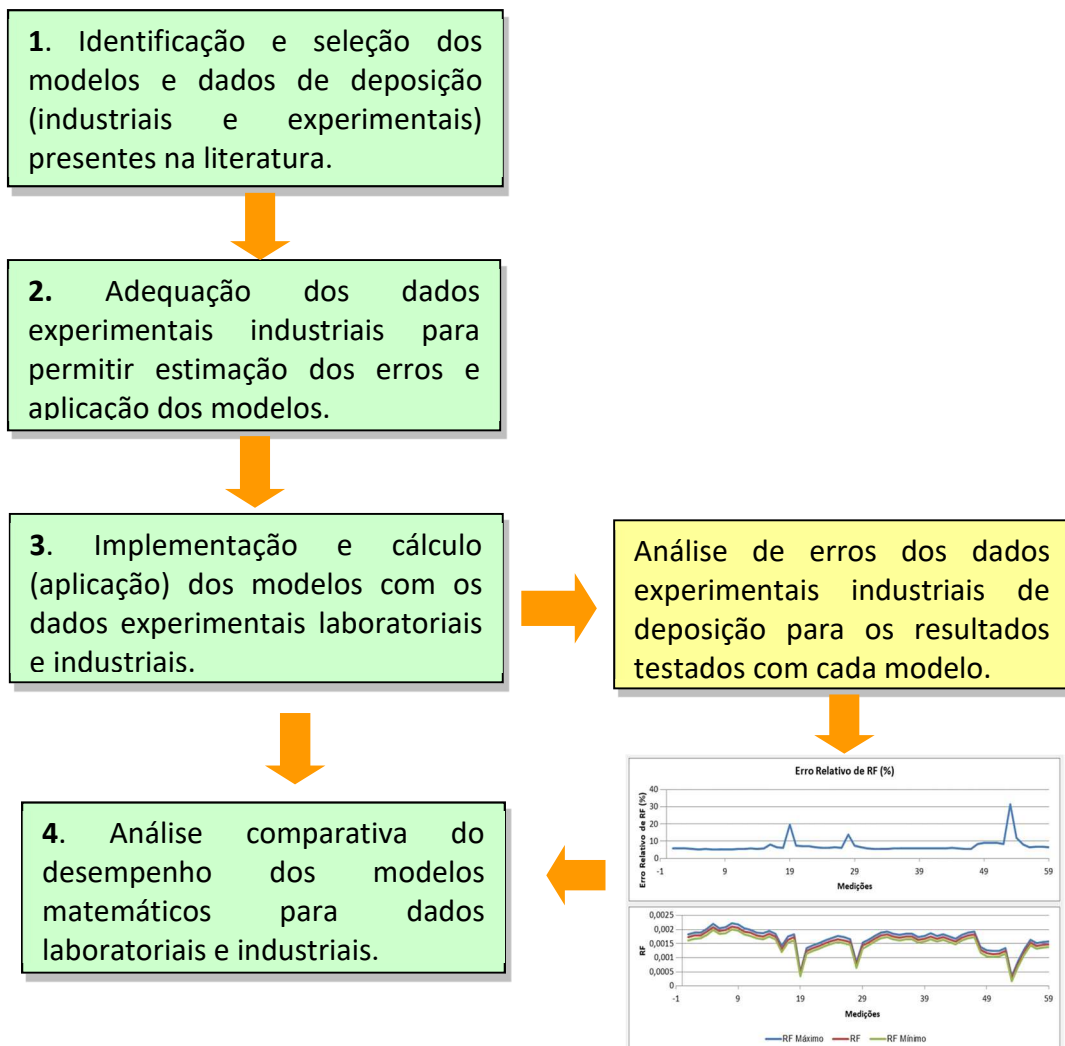 1. Identificação e seleção dos
modelos e dados de deposição
(industriais e experimentais)
presentes na literatura.
2. Adequação dos dados
experimentais industriais para
permitir estimação dos erros e
aplicação dos modelos.
3. Implementação e cálculo
(aplicação) dos modelos com os
dados experimentais laboratoriais
e industriais.
Análise de erros dos dados
experimentais industriais de
deposição para os resultados
testados com cada modelo.
4. Análise comparativa do
desempenho dos modelos
matemáticos para dados
laboratoriais e industriais.
Erro Relativo de RF (%)
Erro Relativo de RF (%)
40
30
20
10
0
-1 9 19 29 39 49 59
Medições
RF
0,0025
0,002
0,0015
0,001
0,0005
0
-1 9 19 29 39 49 59
Medições
RF Máximo RF RF Mínimo